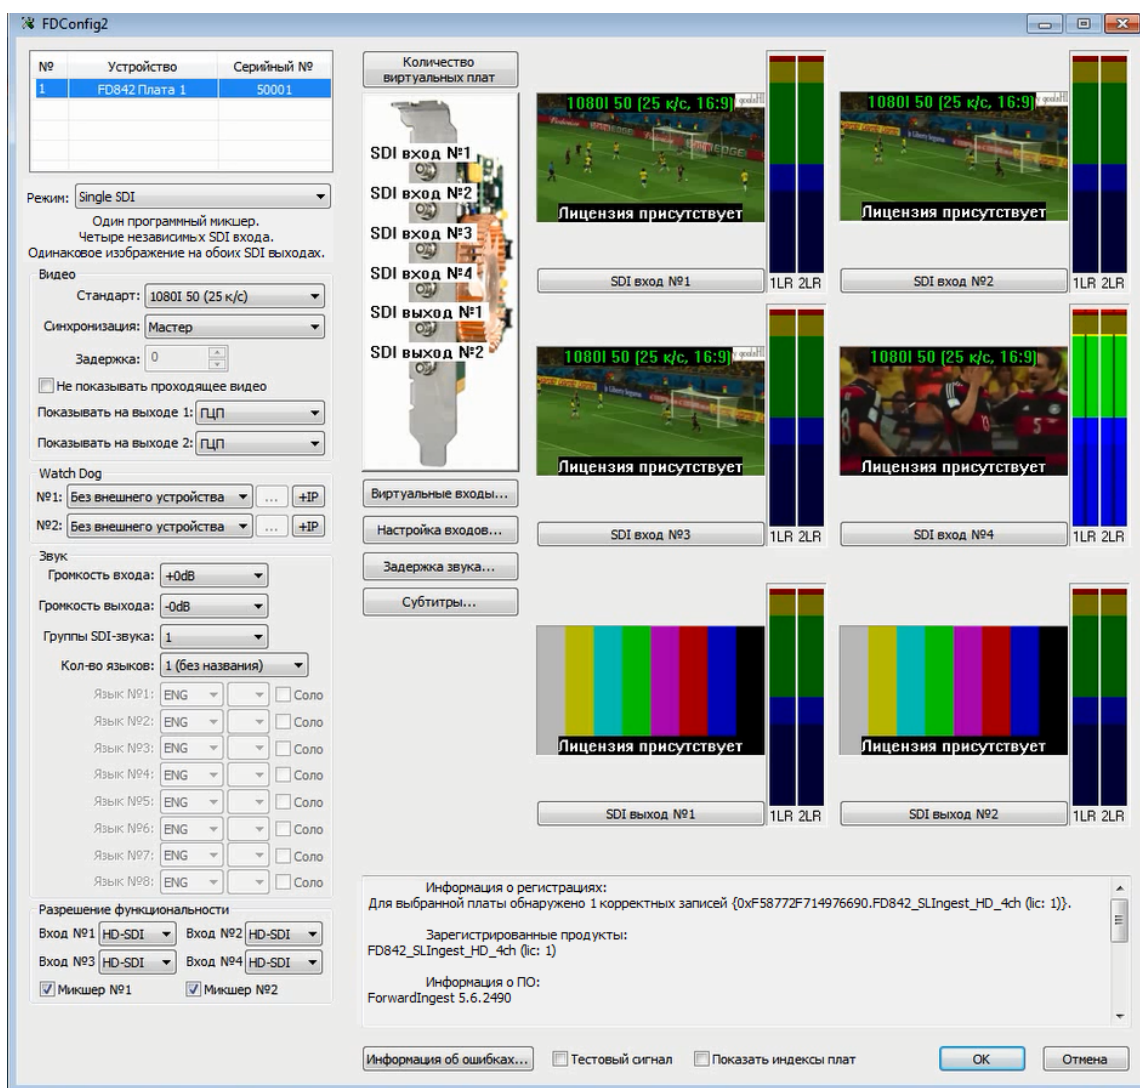 FDConfig2
№ Устройство Серийный №
1 FD842 Плата 1 50001
Режим: Single SDI
Один программный микшер.
Четыре независимых SDI входа.
Одинаковое изображение на обоих SDI выходах.
Видео
Стандарт: 1080I 50 (25 к/с)
Синхронизация: Мастер
Задержка: 0
Не показывать проходящее видео
Показывать на выходе 1: ПЦП
Показывать на выходе 2: ПЦП
Watch Dog
№1: Без внешнего устройства ... +IP
№2: Без внешнего устройства ... +IP
Звук
Громкость входа: +0dB
Громкость выхода: -0dB
Группы SDI-звука: 1
Кол-во языков: 1 (без названия)
Язык №1: ENG Соло
Язык №2: ENG Соло
Язык №3: ENG Соло
Язык №4: ENG Соло
Язык №5: ENG Соло
Язык №6: ENG Соло
Язык №7: ENG Соло
Язык №8: ENG Соло
Разрешение функциональности
Вход №1 HD-SDI Вход №2 HD-SDI
Вход №3 HD-SDI Вход №4 HD-SDI
Микшер №1 Микшер №2
Количество
виртуальных плат
SDI вход №1
SDI вход №2
SDI вход №3
SDI вход №4
SDI выход №1
SDI выход №2
Виртуальные входы...
Настройка входов...
Задержка звука...
Субтитры...
1080I 50 (25 к/с, 16:9)
Лицензия присутствует
SDI вход №1
1LR 2LR
1080I 50 (25 к/с, 16:9)
Лицензия присутствует
SDI вход №2
1LR 2LR
1080I 50 (25 к/с, 16:9)
Лицензия присутствует
SDI вход №3
1LR 2LR
1080I 50 (25 к/с, 16:9)
Лицензия присутствует
SDI вход №4
1LR 2LR
Лицензия присутствует
SDI выход №1
1LR 2LR
Лицензия присутствует
SDI выход №2
1LR 2LR
Информация о регистрациях:
Для выбранной платы обнаружено 1 корректных записей {0xF58772F714976690.FD842_SLIngest_HD_4ch (lic: 1)}.
Зарегистрированные продукты:
FD842_SLIngest_HD_4ch (lic: 1)
Информация о ПО:
ForwardIngest 5.6.2490
Информация об ошибках... Тестовый сигнал Показать индексы плат OK Отмена